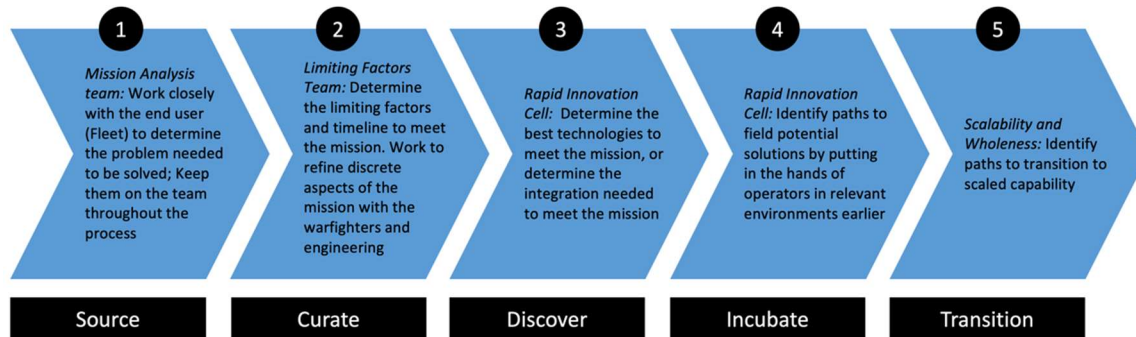 1
Mission Analysis
team: Work closely
with the end user
(Fleet) to determine
the problem needed
to be solved; Keep
them on the team
throughout the
process
Source
2
Limiting Factors
Team: Determine
the limiting factors
and timeline to meet
the mission. Work to
refine discrete
aspects of the
mission with the
warfighters and
engineering
Curate
3
Rapid Innovation
Cell: Determine the
best technologies to
meet the mission, or
determine the
integration needed
to meet the mission
Discover
4
Rapid Innovation
Cell: Identify paths to
field potential
solutions by putting
in the hands of
operators in relevant
environments earlier
Incubate
5
Scalability and
Wholeness: Identify
paths to transition to
scaled capability
Transition